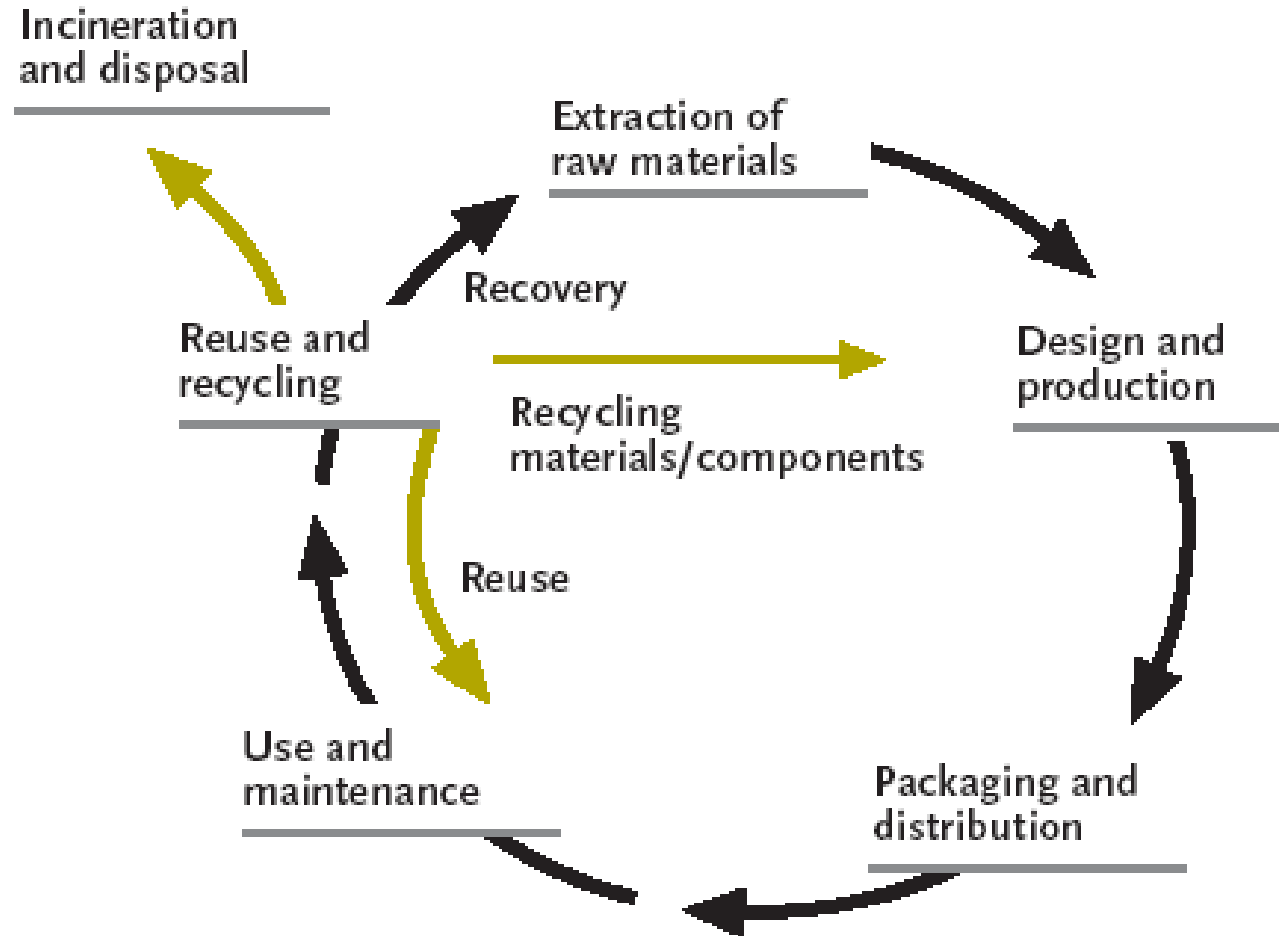 Incineration
and disposal
Extraction of
raw materials
Recovery
Reuse and
recycling
Design and
production
Recycling
materials/components
Reuse
Use and
maintenance
Packaging and
distribution